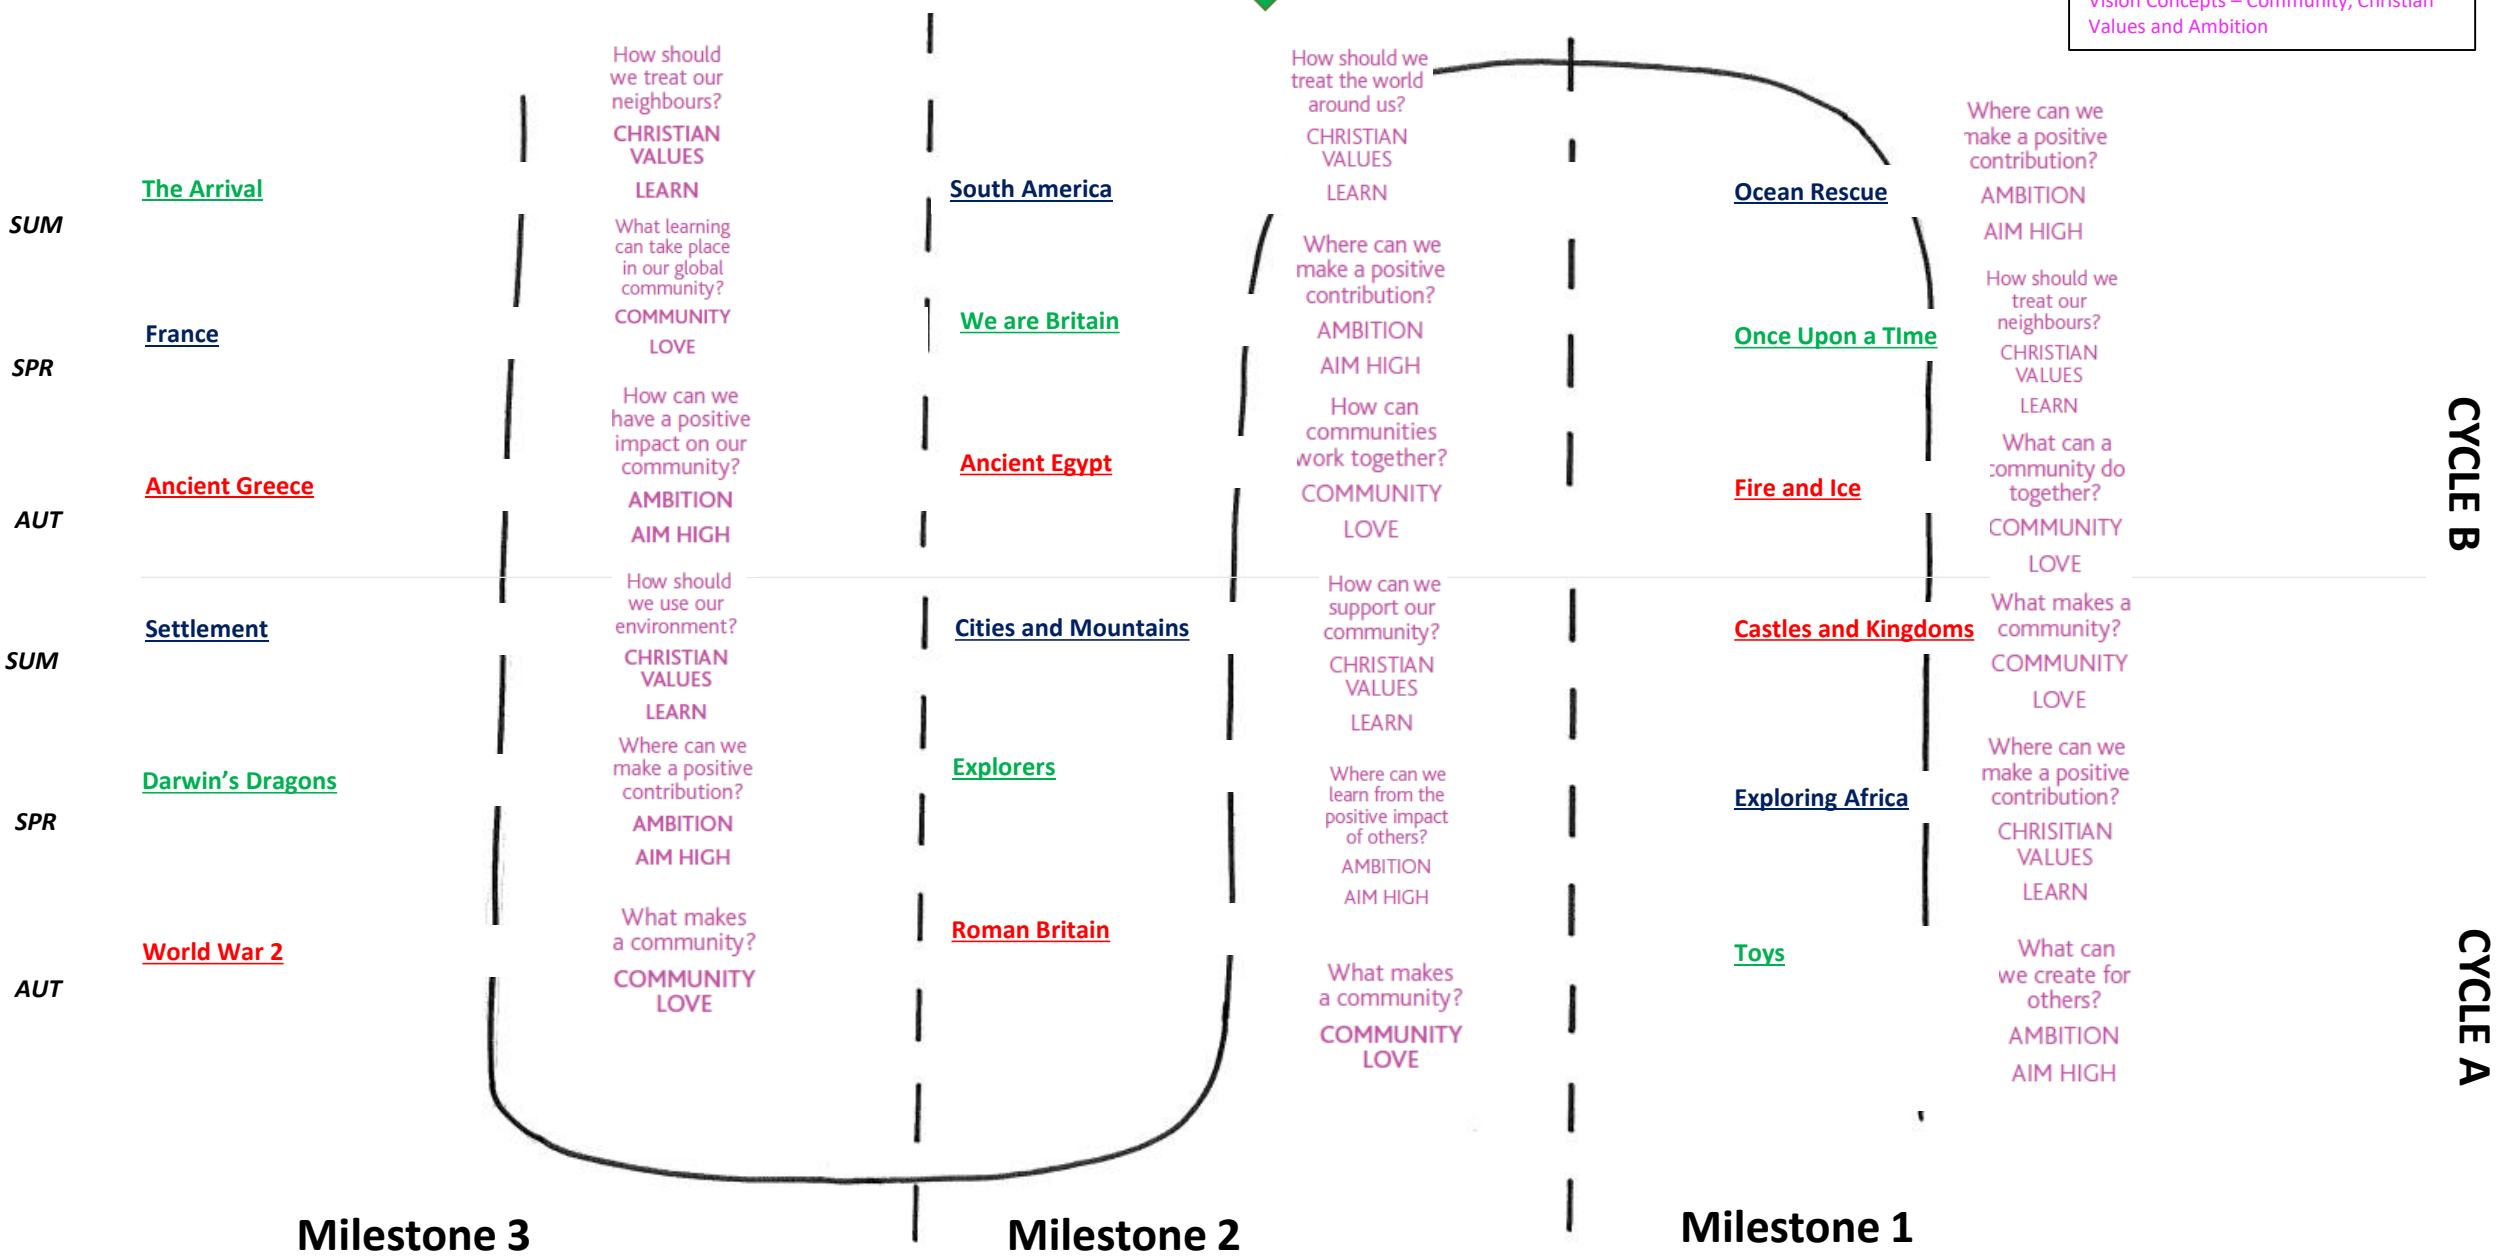 Vision Concepts – Community, Christian
Values and Ambition
SUM
SPR
AUT
SUM
SPR
AUT
The Arrival
France
Ancient Greece
Settlement
Darwin's Dragons
World War 2
How should
we treat our
neighbours?
CHRISTIAN
VALUES
LEARN
What learning
can take place
in our global
community?
COMMUNITY
LOVE
How can we
have a positive
impact on our
community?
AMBITION
AIM HIGH
How should
we use our
environment?
CHRISTIAN
VALUES
LEARN
Where can we
make a positive
contribution?
AMBITION
AIM HIGH
What makes
a community?
COMMUNITY
LOVE
Milestone 3
South America
We are Britain
Ancient Egypt
Cities and Mountains
Explorers
Roman Britain
How should we
treat the world
around us?
CHRISTIAN
VALUES
LEARN
Where can we
make a positive
contribution?
AMBITION
AIM HIGH
How can
communities
work together?
COMMUNITY
LOVE
How can we
support our
community?
CHRISTIAN
VALUES
LEARN
Where can we
learn from the
positive impact
of others?
AMBITION
AIM HIGH
What makes
a community?
COMMUNITY
LOVE
Milestone 2
Ocean Rescue
Once Upon a TIme
Fire and Ice
Castles and Kingdoms
Exploring Africa
Toys
Where can we
make a positive
contribution?
AMBITION
AIM HIGH
How should we
treat our
neighbours?
CHRISTIAN
VALUES
LEARN
What can a
community do
together?
COMMUNITY
LOVE
What makes a
community?
COMMUNITY
LOVE
Where can we
make a positive
contribution?
CHRISITIAN
VALUES
LEARN
What can
we create for
others?
AMBITION
AIM HIGH
Milestone 1
CYCLE B
CYCLE A